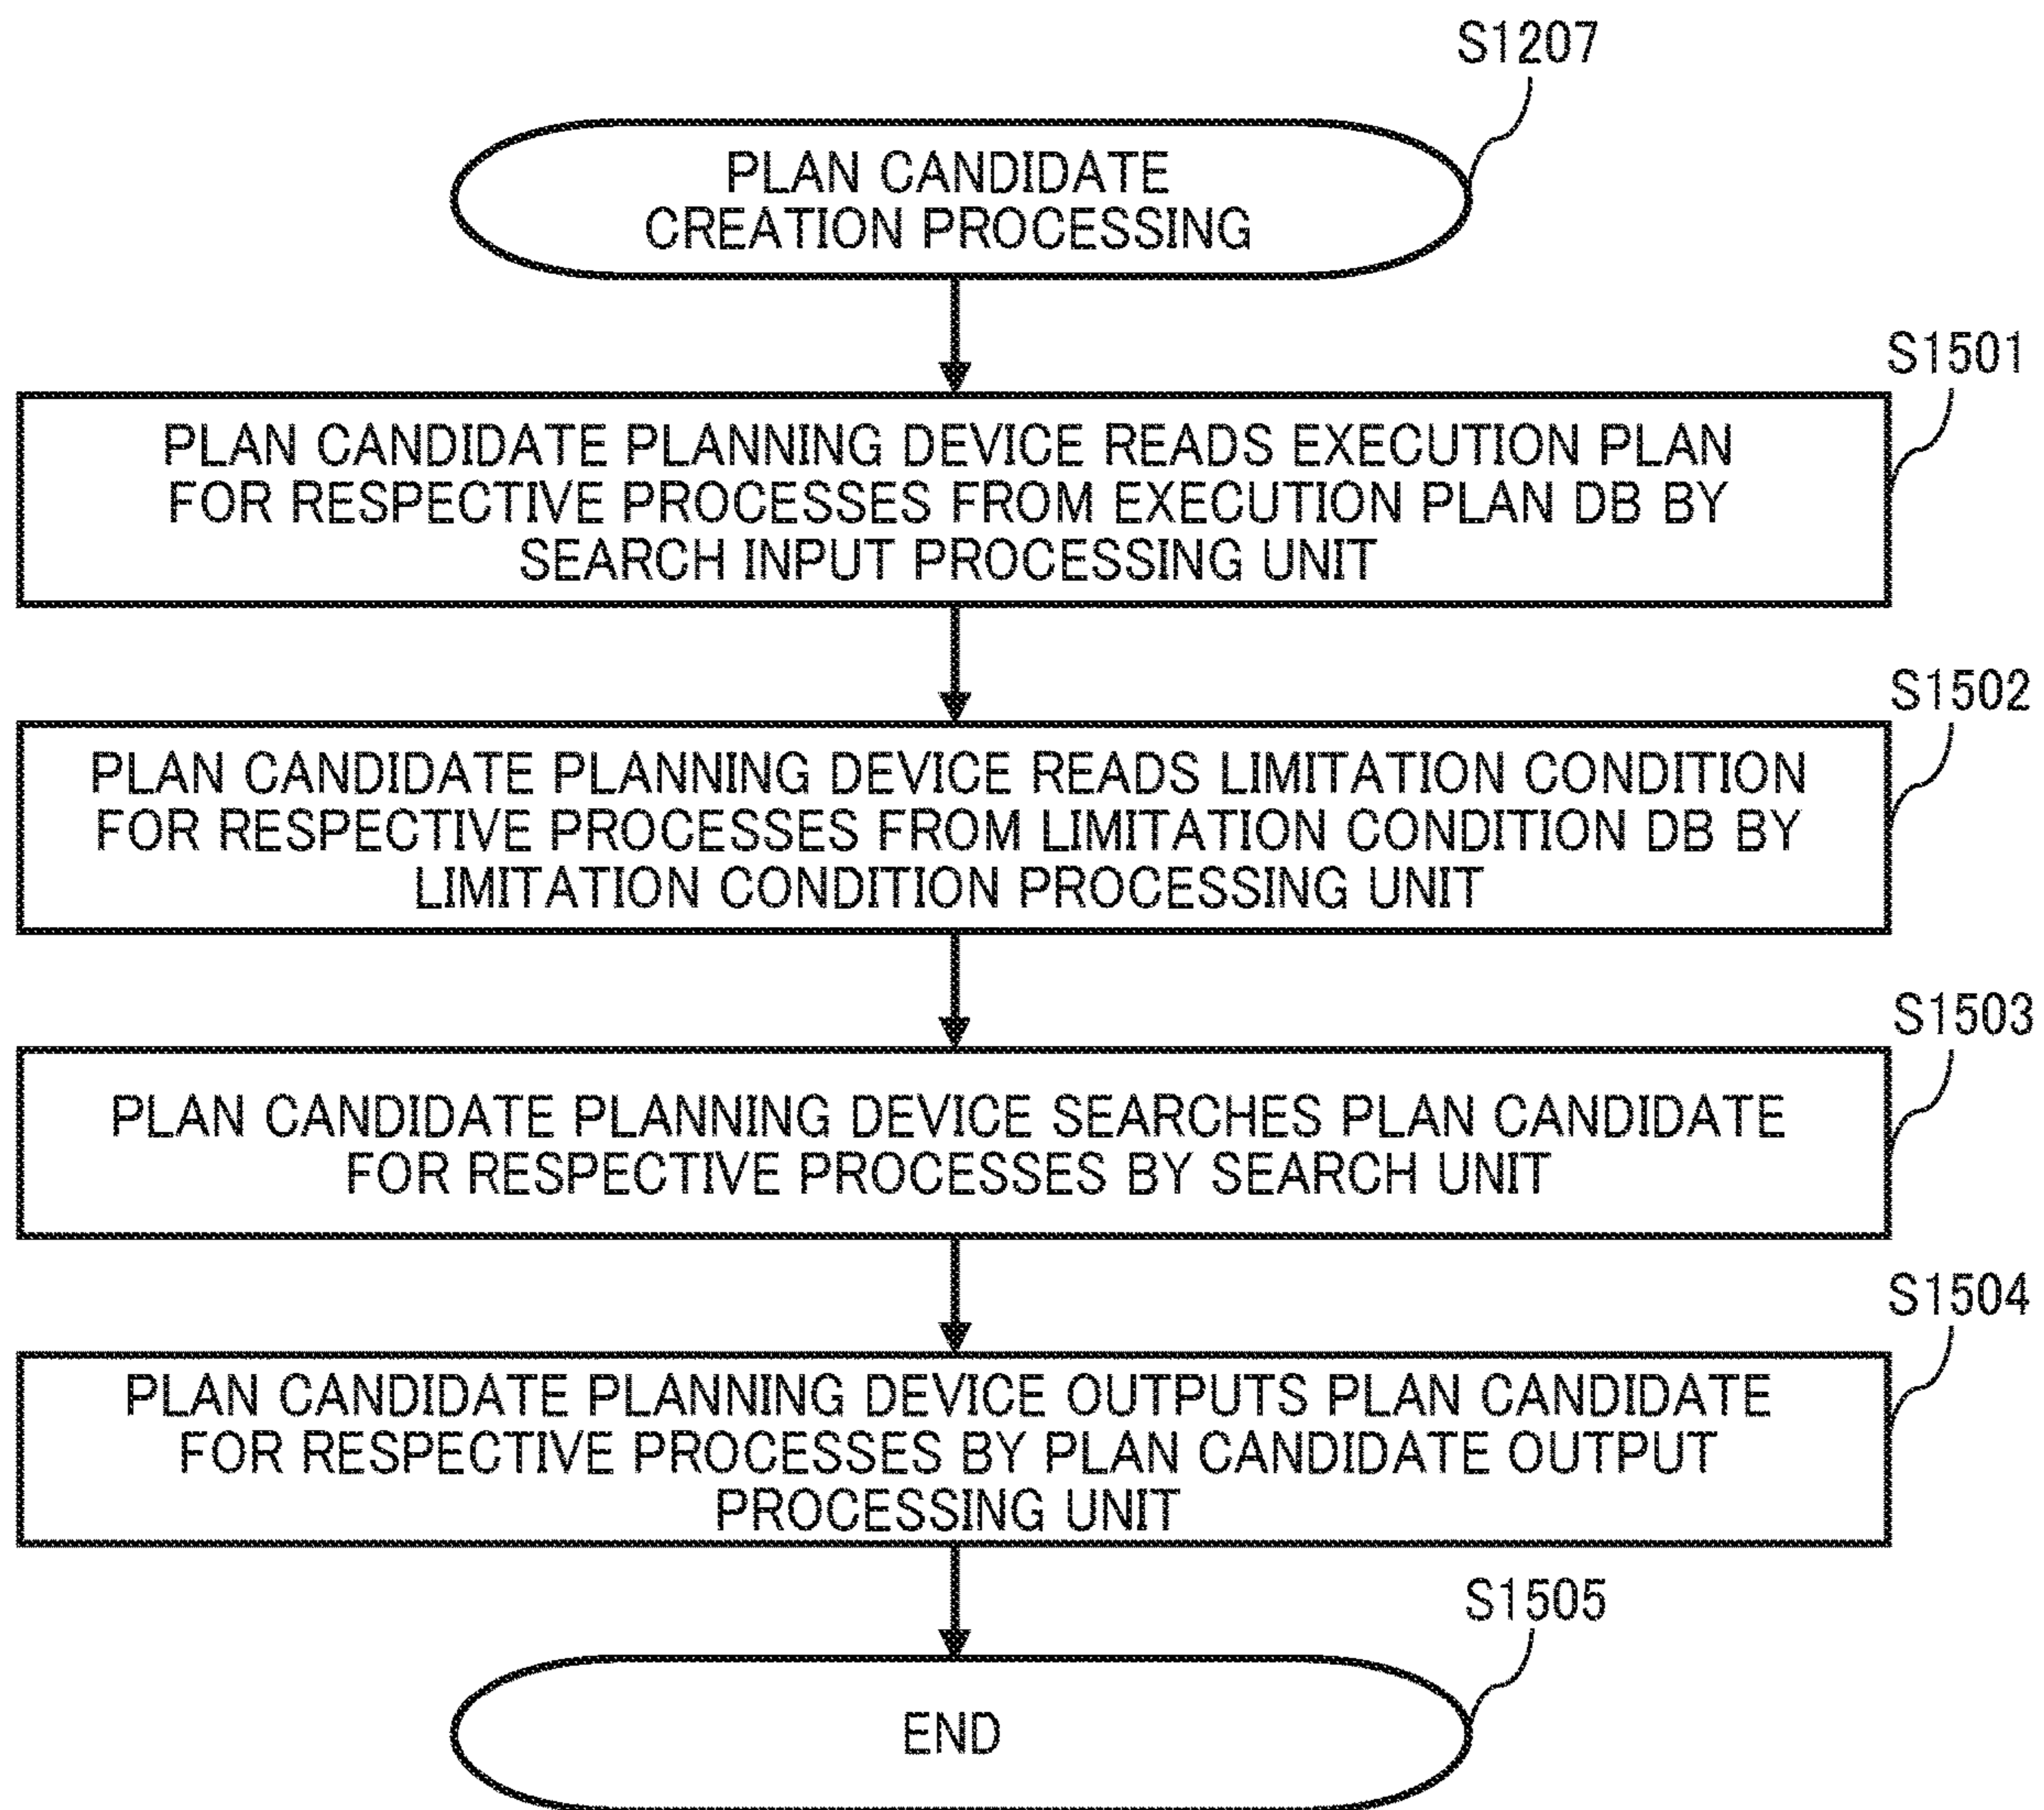 S1207
PLAN CANDIDATE
CREATION PROCESSING
S1501
PLAN CANDIDATE PLANNING DEVICE READS EXECUTION PLAN
FOR RESPECTIVE PROCESSES FROM EXECUTION PLAN DB BY
SEARCH INPUT PROCESSING UNIT
S1502
PLAN CANDIDATE PLANNING DEVICE READS LIMITATION CONDITION
FOR RESPECTIVE PROCESSES FROM LIMITATION CONDITION DB BY
LIMITATION CONDITION PROCESSING UNIT
S1503
PLAN CANDIDATE PLANNING DEVICE SEARCHES PLAN CANDIDATE
FOR RESPECTIVE PROCESSES BY SEARCH UNIT
S1504
PLAN CANDIDATE PLANNING DEVICE OUTPUTS PLAN CANDIDATE
FOR RESPECTIVE PROCESSES BY PLAN CANDIDATE OUTPUT
PROCESSING UNIT
S1505
END